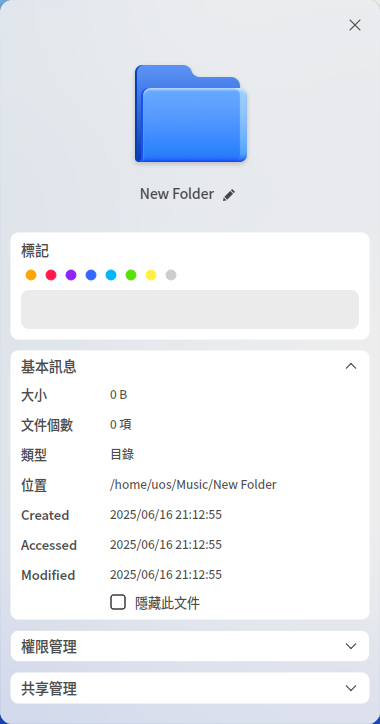 New Folder
標記
基本訊息
大小 0 B
文件個數 0 項
類型 目錄
位置 /home/uos/Music/New Folder
Created 2025/06/16 21:12:55
Accessed 2025/06/16 21:12:55
Modified 2025/06/16 21:12:55
隱藏此文件
權限管理
共享管理